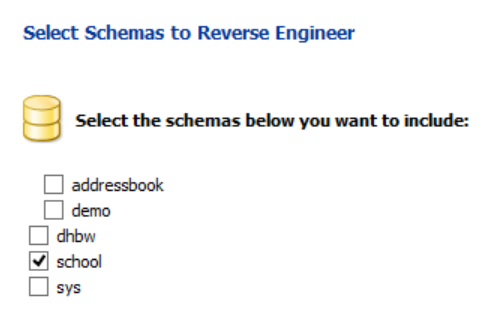 Select Schemas to Reverse Engineer
Select the schemas below you want to include:
addressbook
demo
dhbw
school
sys